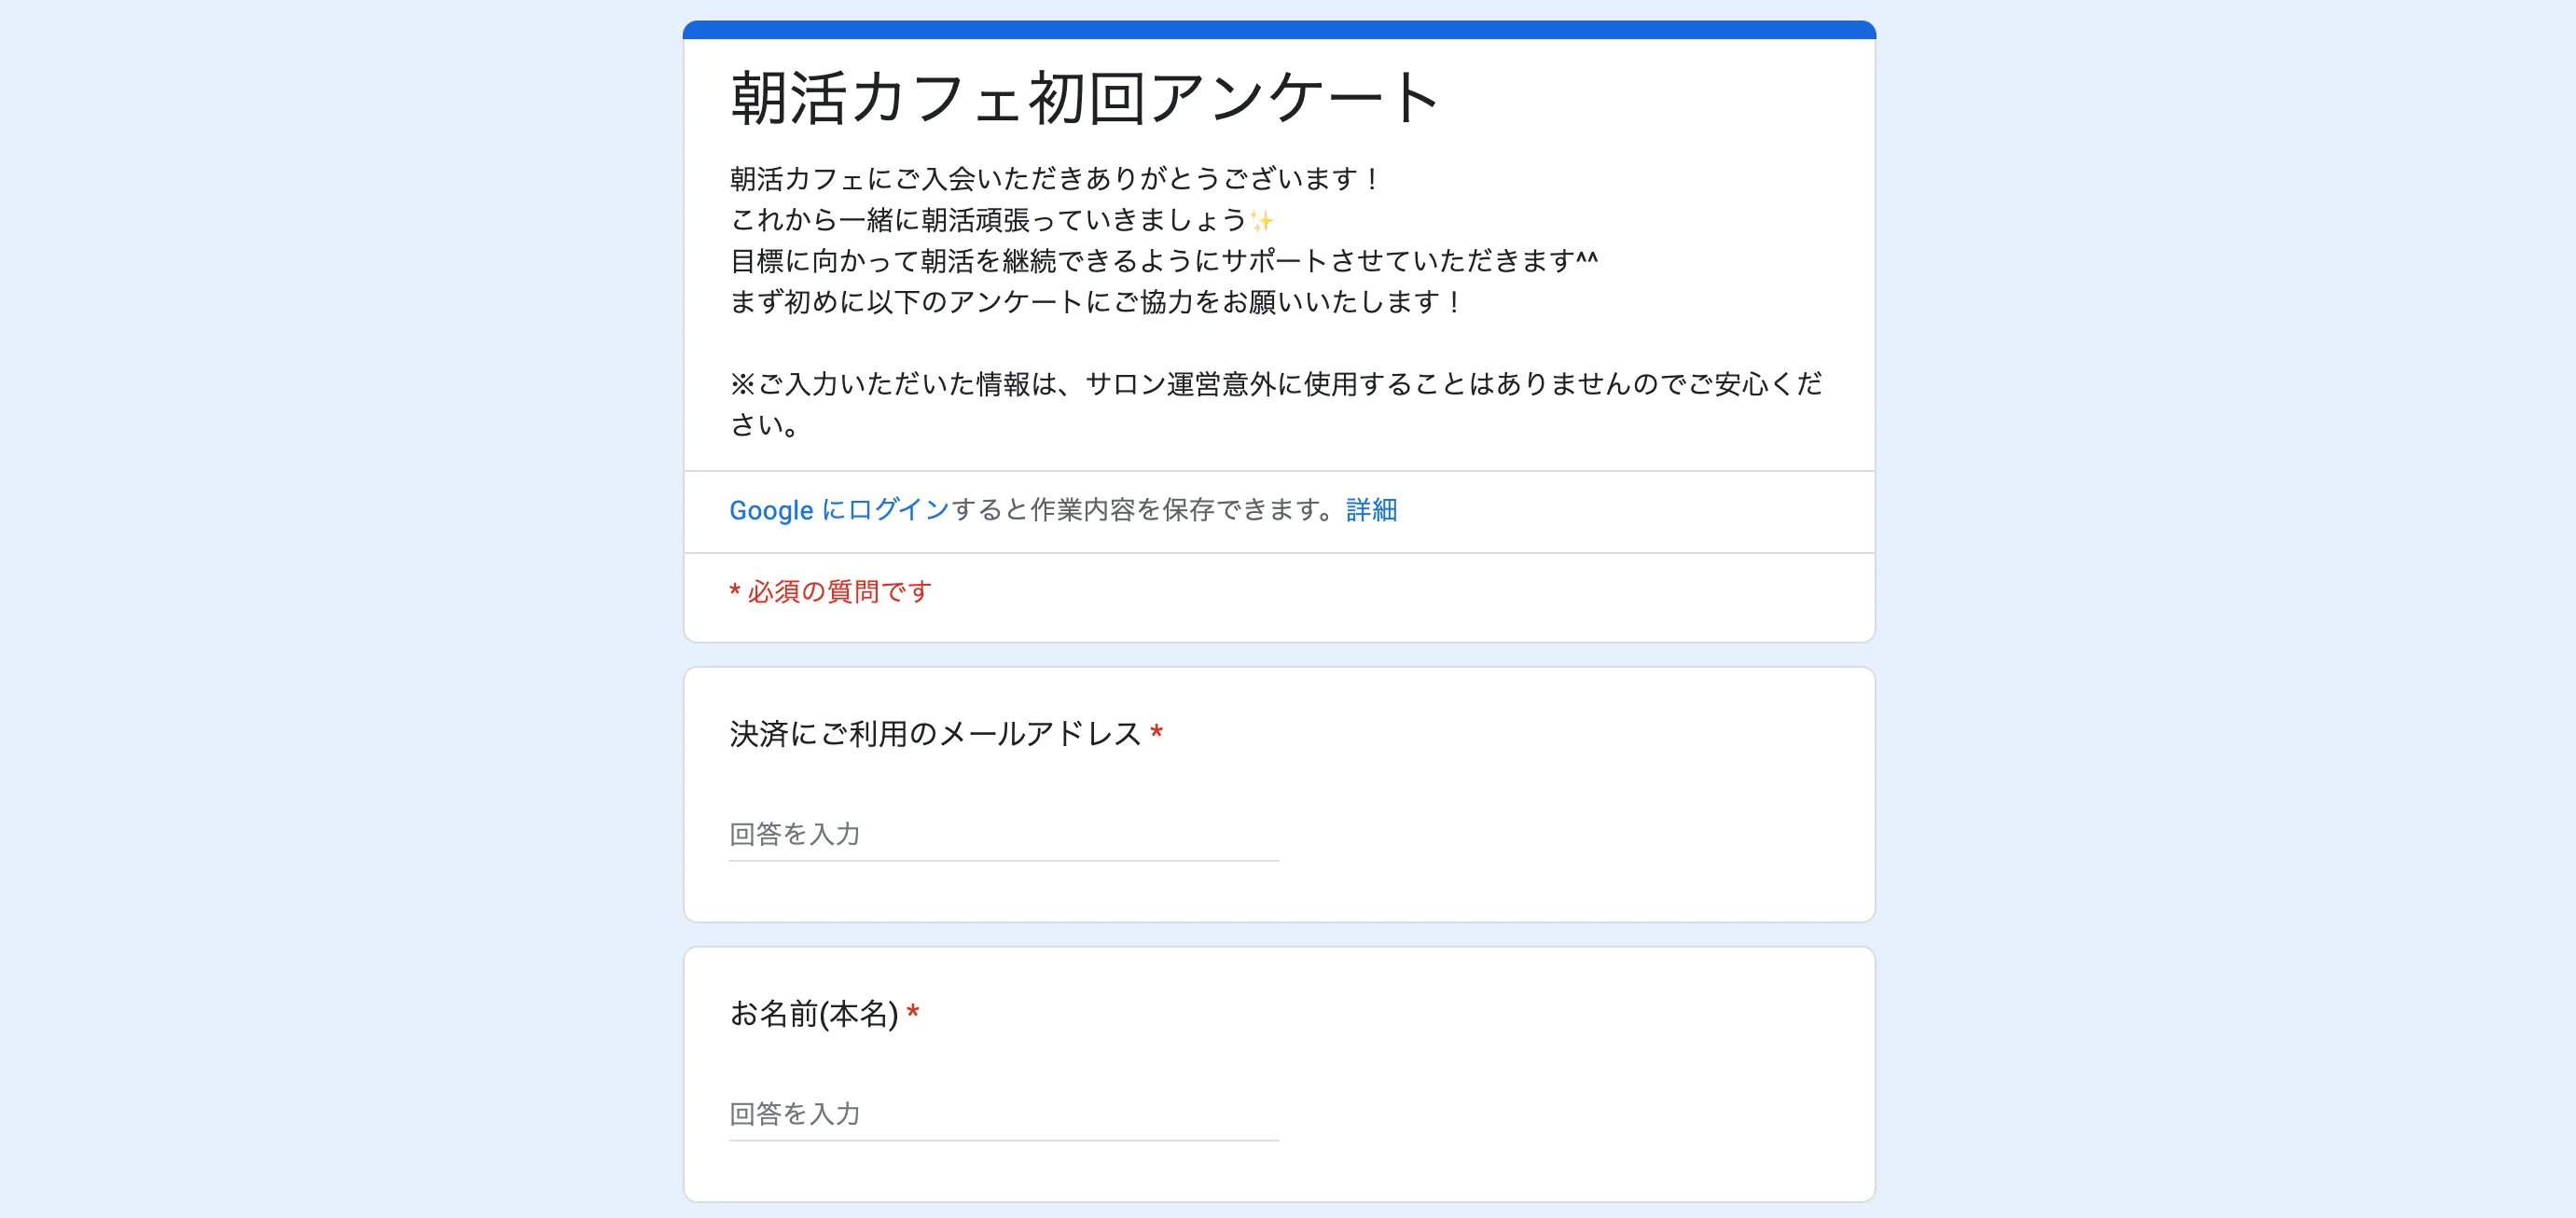 朝活カフェ初回アンケート
朝活カフェにご入会いただきありがとうございます！
これから一緒に朝活頑張っていきましょう✨
目標に向かって朝活を継続できるようにサポートさせていただきます^^
まず初めに以下のアンケートにご協力をお願いいたします！
※ご入力いただいた情報は、サロン運営意外に使用することはありませんのでご安心くだ
さい。
Google にログインすると作業内容を保存できます。詳細
* 必須の質問です
決済にご利用のメールアドレス *
回答を入力
お名前(本名) *
回答を入力